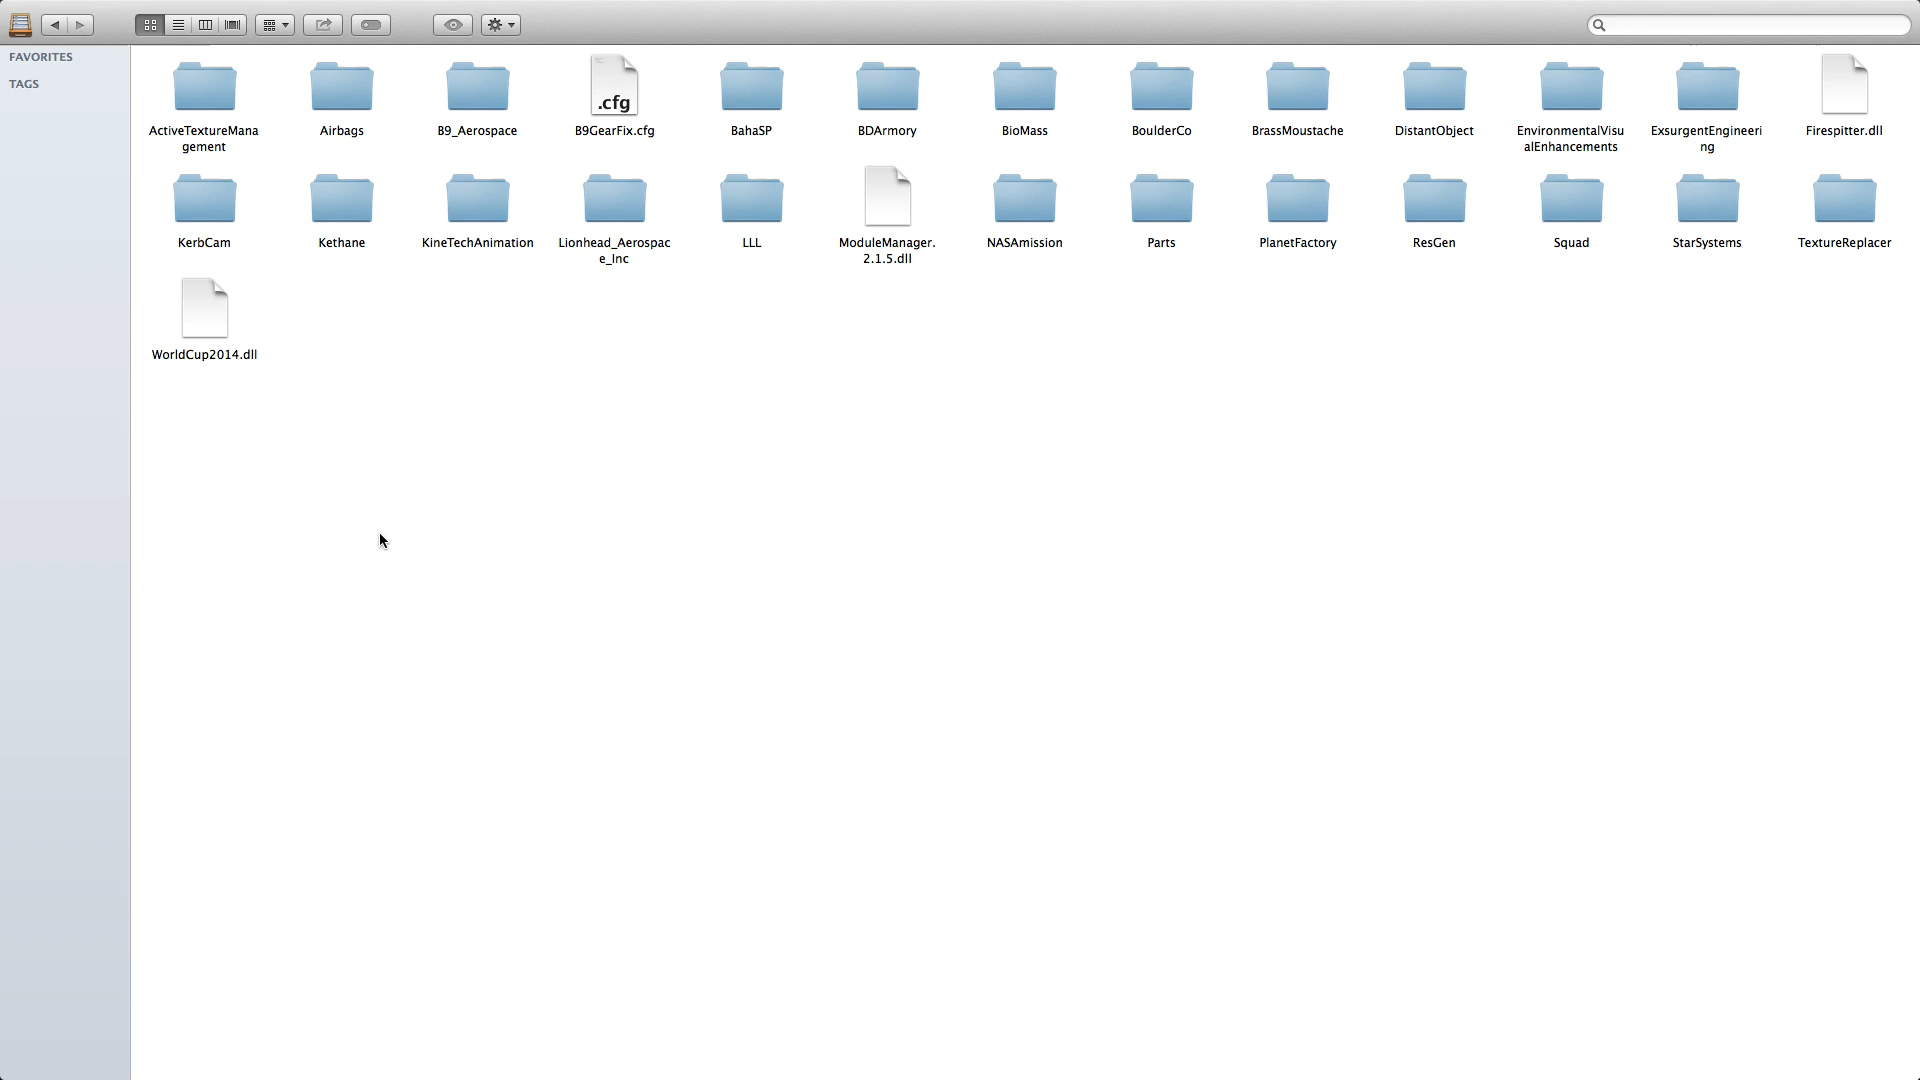 FAVORITES
TAGS
ActiveTextureMana
gement
Airbags
B9_Aerospace
.cfg
B9GearFix.cfg
BahaSP
BDArmory
BioMass
BoulderCo
BrassMoustache
DistantObject
EnvironmentalVisu
alEnhancements
ExsurgentEngineeri
ng
Firespitter.dll
KerbCam
Kethane
KineTechAnimation
Lionhead_Aerospac
e_Inc
LLL
ModuleManager.
2.1.5.dll
NASAmission
Parts
PlanetFactory
ResGen
Squad
StarSystems
TextureReplacer
WorldCup2014.dll